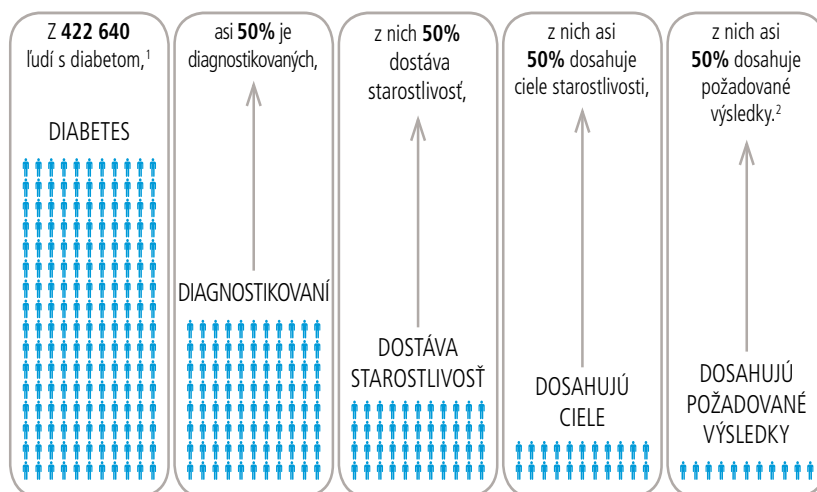 Z 422 640
ľudí s diabetom,1
DIABETES
asi 50% je
diagnostikovaných,
DIAGNOSTIKOVANÍ
z nich 50%
dostáva
starostlivosť,
DOSTÁVA
STAROSTLIVOSŤ
z nich asi
50% dosahuje
ciele starostlivosti,
DOSAHUJÚ
CIELE
z nich asi
50% dosahuje
požadované
výsledky.2
DOSAHUJÚ
POŽADOVANÉ
VÝSLEDKY